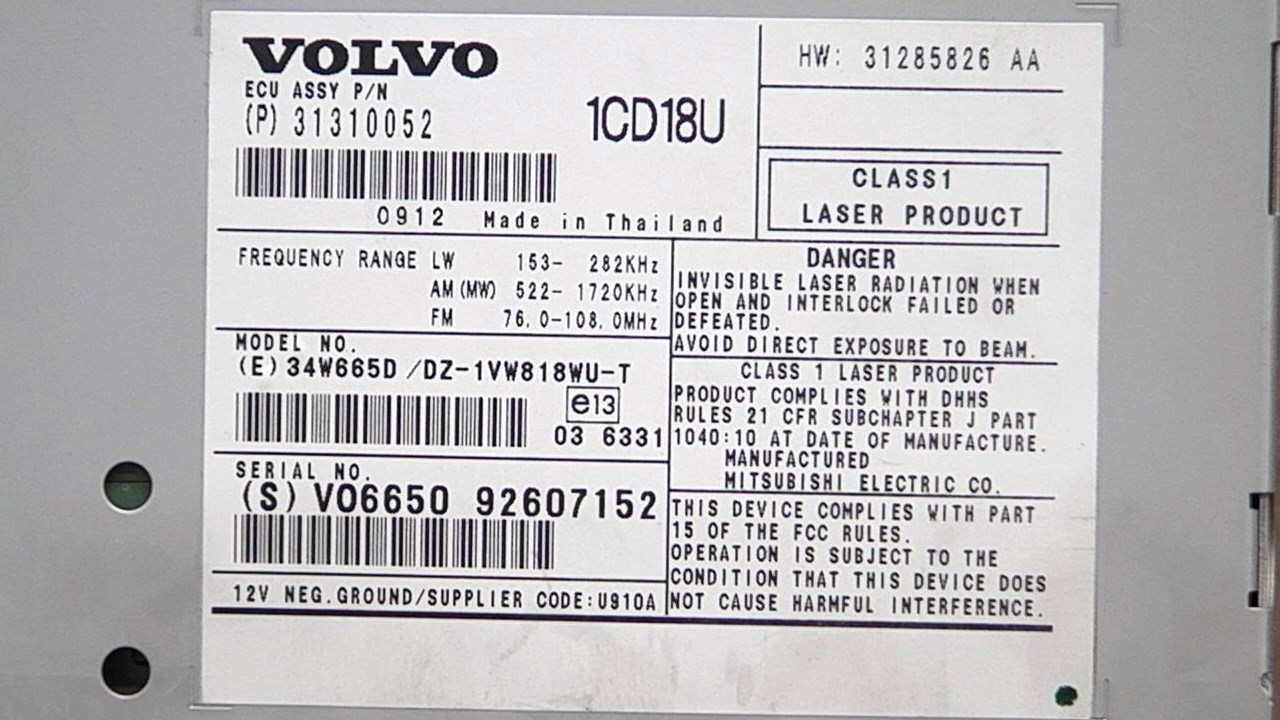 VOLVO
ECU ASSY P/N
(P) 31310052
1CD18U
0912 Made in Thailand
HW: 31285826 AA
CLASS1
LASER PRODUCT
FREQUENCY RANGE LW 153- 282KHz
AM(MW) 522- 1720KHz
FM 76.0-108.0MHz
MODEL NO.
(E) 34W665D /DZ-1VW818WU-T
e13
03 6331
SERIAL NO.
(S) VO6650 92607152
12V NEG.GROUND/SUPPLIER CODE:U910A
DANGER
INVISIBLE LASER RADIATION WHEN
OPEN AND INTERLOCK FAILED OR
DEFEATED.
AVOID DIRECT EXPOSURE TO BEAM.
CLASS 1 LASER PRODUCT
PRODUCT COMPLIES WITH DHHS
RULES 21 CFR SUBCHAPTER J PART
1040:10 AT DATE OF MANUFACTURE.
MANUFACTURED
MITSUBISHI ELECTRIC CO.
THIS DEVICE COMPLIES WITH PART
15 OF THE FCC RULES.
OPERATION IS SUBJECT TO THE
CONDITION THAT THIS DEVICE DOES
NOT CAUSE HARMFUL INTERFERENCE.